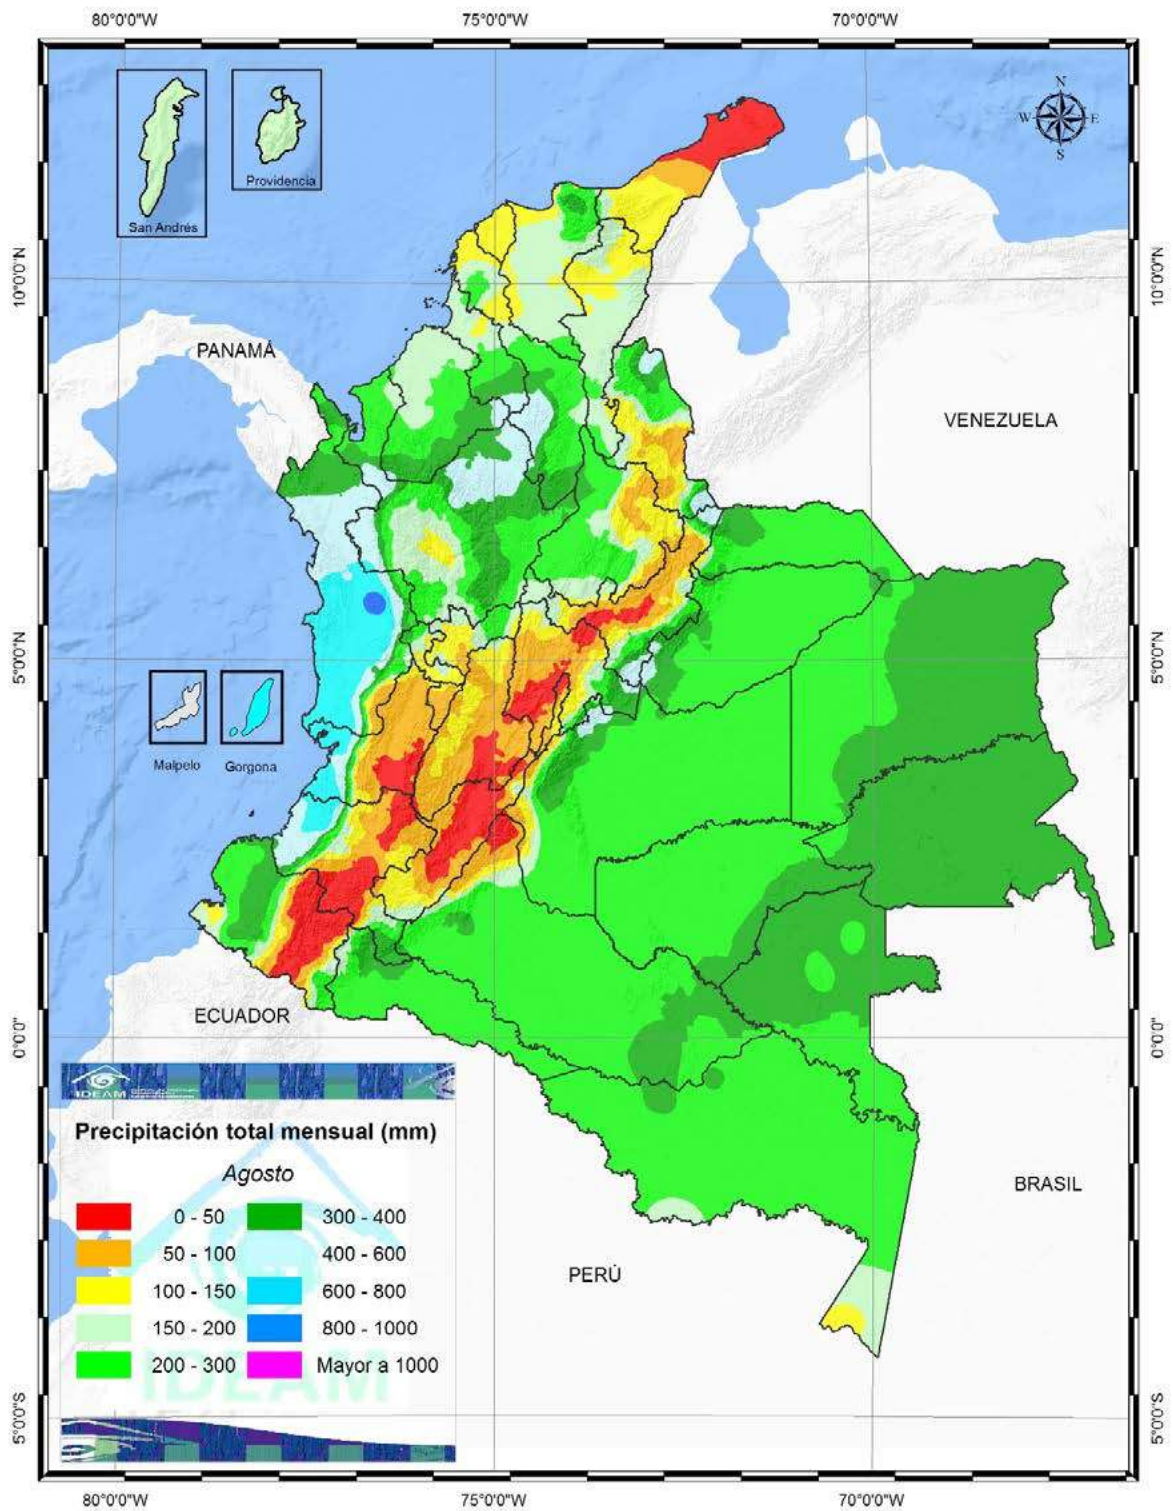 80°0'0"W 75°0'0"W 70°0'0"W
N
W E
S
San Andrés
Providencia
10°0'0"N 10°0'0"N
PANAMÁ
VENEZUELA
5°0'0"N 5°0'0"N
Malpelo Gorgona
ECUADOR
0°0'0" 0°0'0"
IDEAM
Precipitación total mensual (mm)
Agosto
0 - 50 300 - 400
50 - 100 400 - 600
100 - 150 600 - 800
150 - 200 800 - 1000
200 - 300 Mayor a 1000
IDEAM
BRASIL
PERÚ
5°0'0"S 5°0'0"S
80°0'0"W 75°0'0"W 70°0'0"W